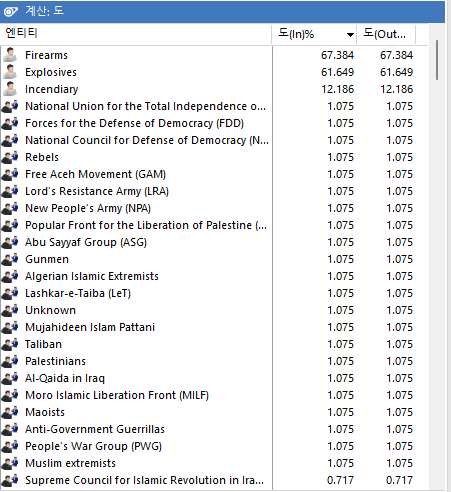 계산: 도
엔티티 도(In)% 도(Out...
Firearms 67.384 67.384
Explosives 61.649 61.649
Incendiary 12.186 12.186
National Union for the Total Independence o... 1.075 1.075
Forces for the Defense of Democracy (FDD) 1.075 1.075
National Council for Defense of Democracy (N... 1.075 1.075
Rebels 1.075 1.075
Free Aceh Movement (GAM) 1.075 1.075
Lord's Resistance Army (LRA) 1.075 1.075
New People's Army (NPA) 1.075 1.075
Popular Front for the Liberation of Palestine (... 1.075 1.075
Abu Sayyaf Group (ASG) 1.075 1.075
Gunmen 1.075 1.075
Algerian Islamic Extremists 1.075 1.075
Lashkar-e-Taiba (LeT) 1.075 1.075
Unknown 1.075 1.075
Mujahideen Islam Pattani 1.075 1.075
Taliban 1.075 1.075
Palestinians 1.075 1.075
Al-Qaida in Iraq 1.075 1.075
Moro Islamic Liberation Front (MILF) 1.075 1.075
Maoists 1.075 1.075
Anti-Government Guerrillas 1.075 1.075
People's War Group (PWG) 1.075 1.075
Muslim extremists 1.075 1.075
Supreme Council for Islamic Revolution in Ira... 0.717 0.717